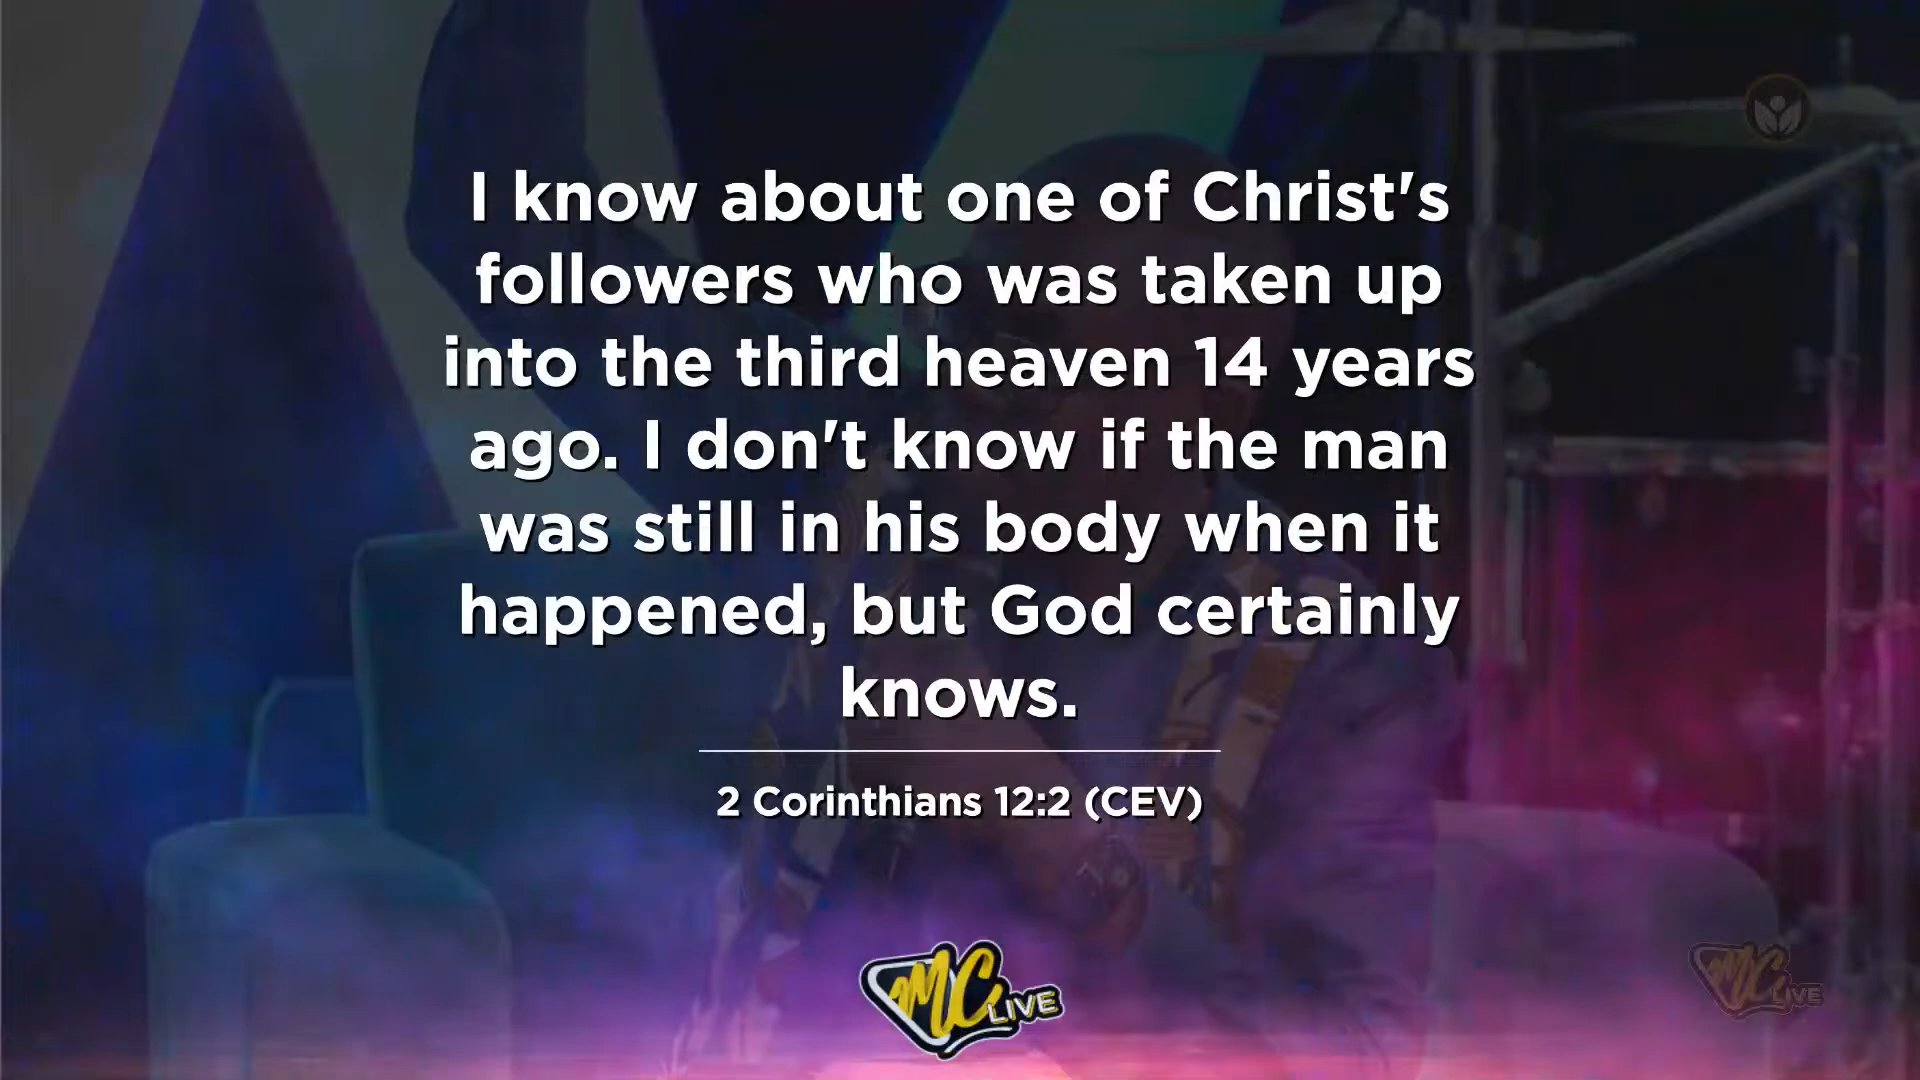 I know about one of Christ's
followers who was taken up
into the third heaven 14 years
ago. I don't know if the man
was still in his body when it
happened, but God certainly
knows.
2 Corinthians 12:2 (CEV)
MC LIVE
MC LIVE